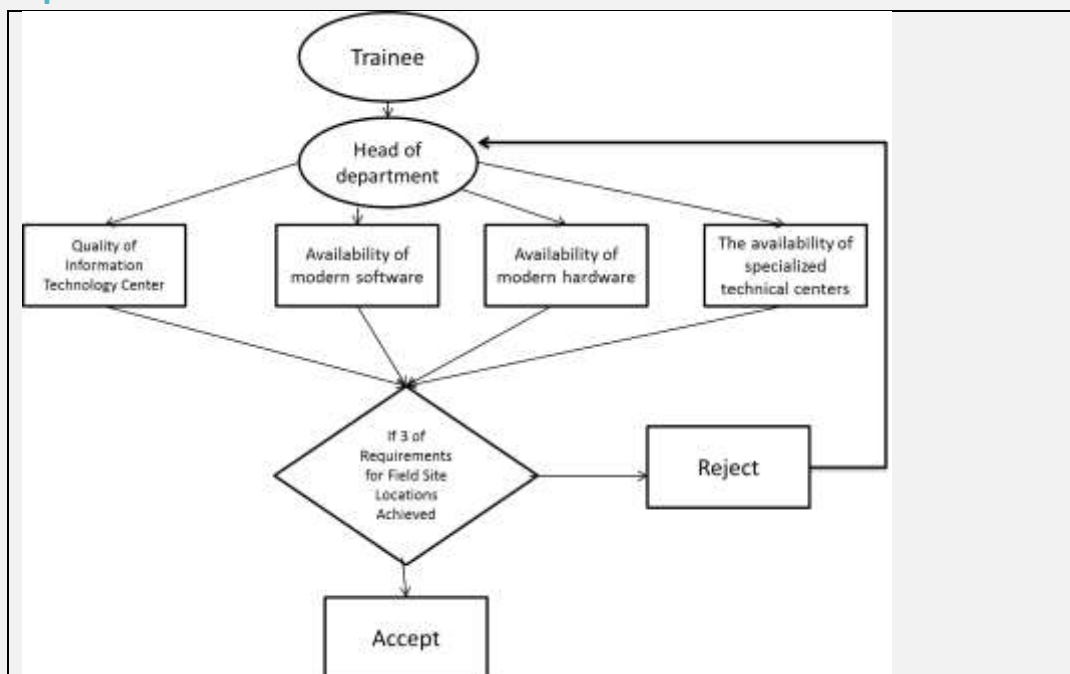 Trainee
Head of
department
Quality of
Information
Technology Center
Availability of
modern software
Availability of
modern hardware
The availability of
specialized
technical centers
If 3 of
Requirements
for Field Site
Locations
Achieved
Reject
Accept